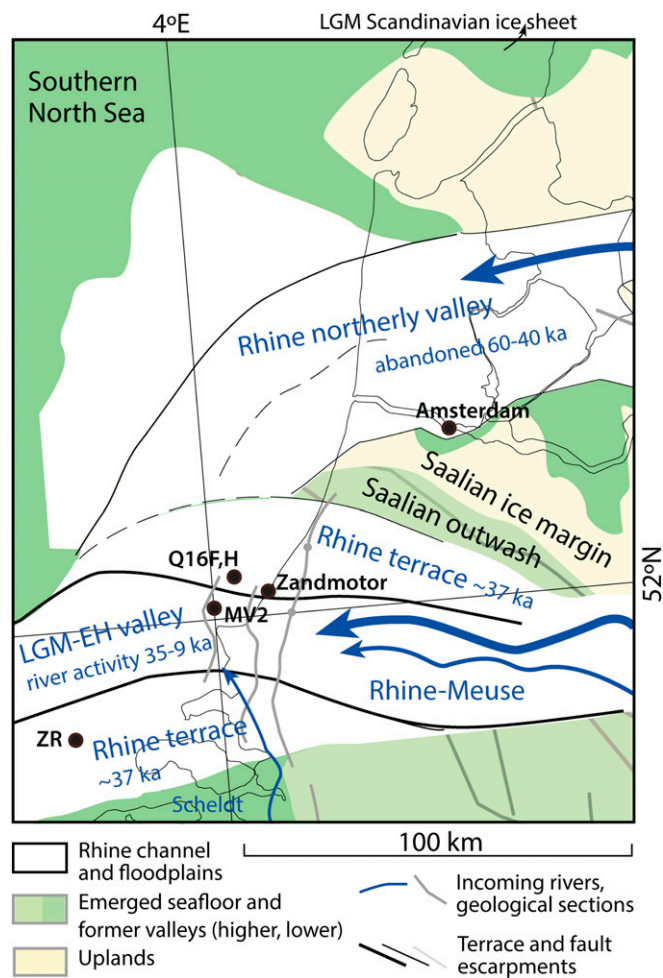 4ºE
LGM Scandinavian ice sheet
Southern
North Sea
Rhine northerly valley
abandoned 60-40 ka
Amsterdam
Saalian ice margin
Saalian outwash
Q16F,H
Rhine terrace ~37 ka
Zandmotor
52ºN
MV2
LGM-EH valley
river activity 35-9 ka
Rhine-Meuse
ZR
Rhine terrace
~37 ka
Scheldt
100 km
Rhine channel
and floodplains
Emerged seafloor and
former valleys (higher, lower)
Uplands
Incoming rivers,
geological sections
Terrace and fault
escarpments